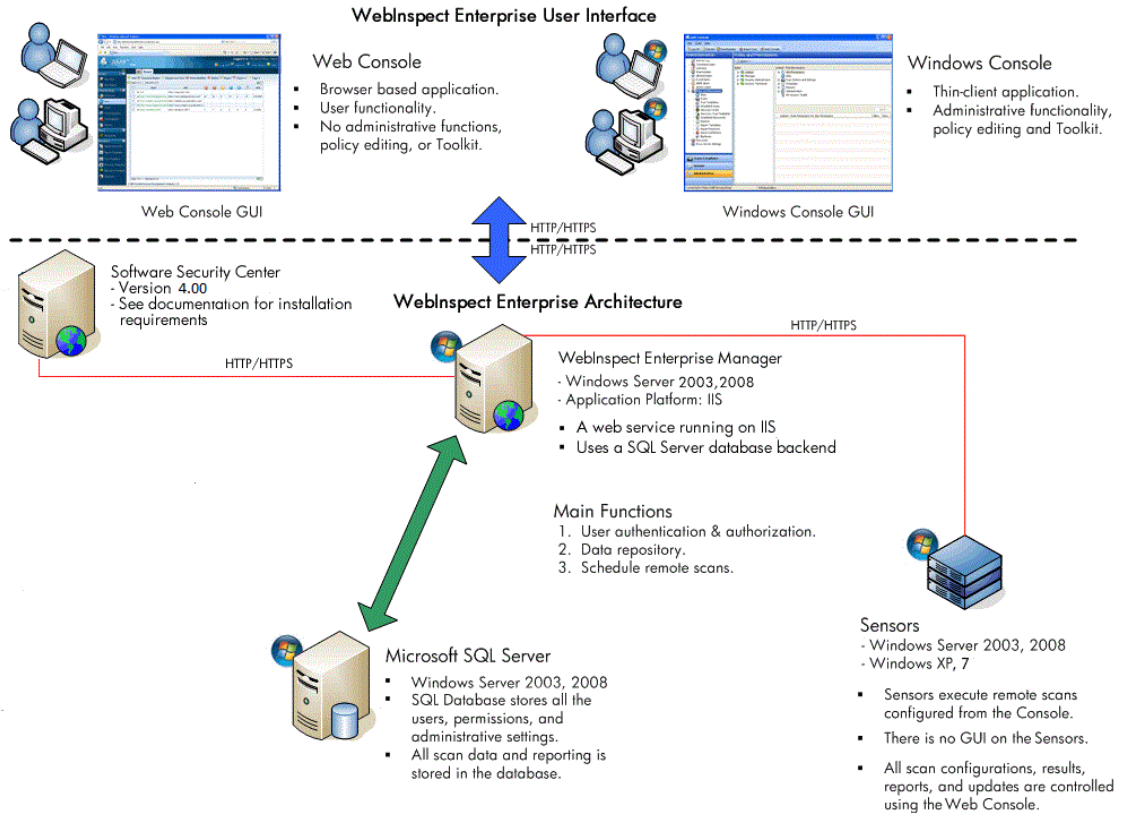 WebInspect Enterprise User Interface
Web Console
▪ Browser based application.
▪ User functionality.
▪ No administrative functions,
policy editing, or Toolkit.
Web Console GUI
Windows Console
▪ Thin-client application.
▪ Administrative functionality,
policy editing and Toolkit.
Windows Console GUI
HTTP/HTTPS
HTTP/HTTPS
Software Security Center
- Version 4.00
- See documentation for installation
requirements
HTTP/HTTPS
WebInspect Enterprise Architecture
HTTP/HTTPS
WebInspect Enterprise Manager
- Windows Server 2003,2008
- Application Platform: IIS
▪ A web service running on IIS
▪ Uses a SQL Server database backend
Main Functions
1. User authentication & authorization.
2. Data repository.
3. Schedule remote scans.
Microsoft SQL Server
▪ Windows Server 2003, 2008
▪ SQL Database stores all the
users, permissions, and
administrative settings.
▪ All scan data and reporting is
stored in the database.
Sensors
- Windows Server 2003, 2008
- Windows XP, 7
▪ Sensors execute remote scans
configured from the Console.
▪ There is no GUI on the Sensors.
▪ All scan configurations, results,
reports, and updates are controlled
using the Web Console.